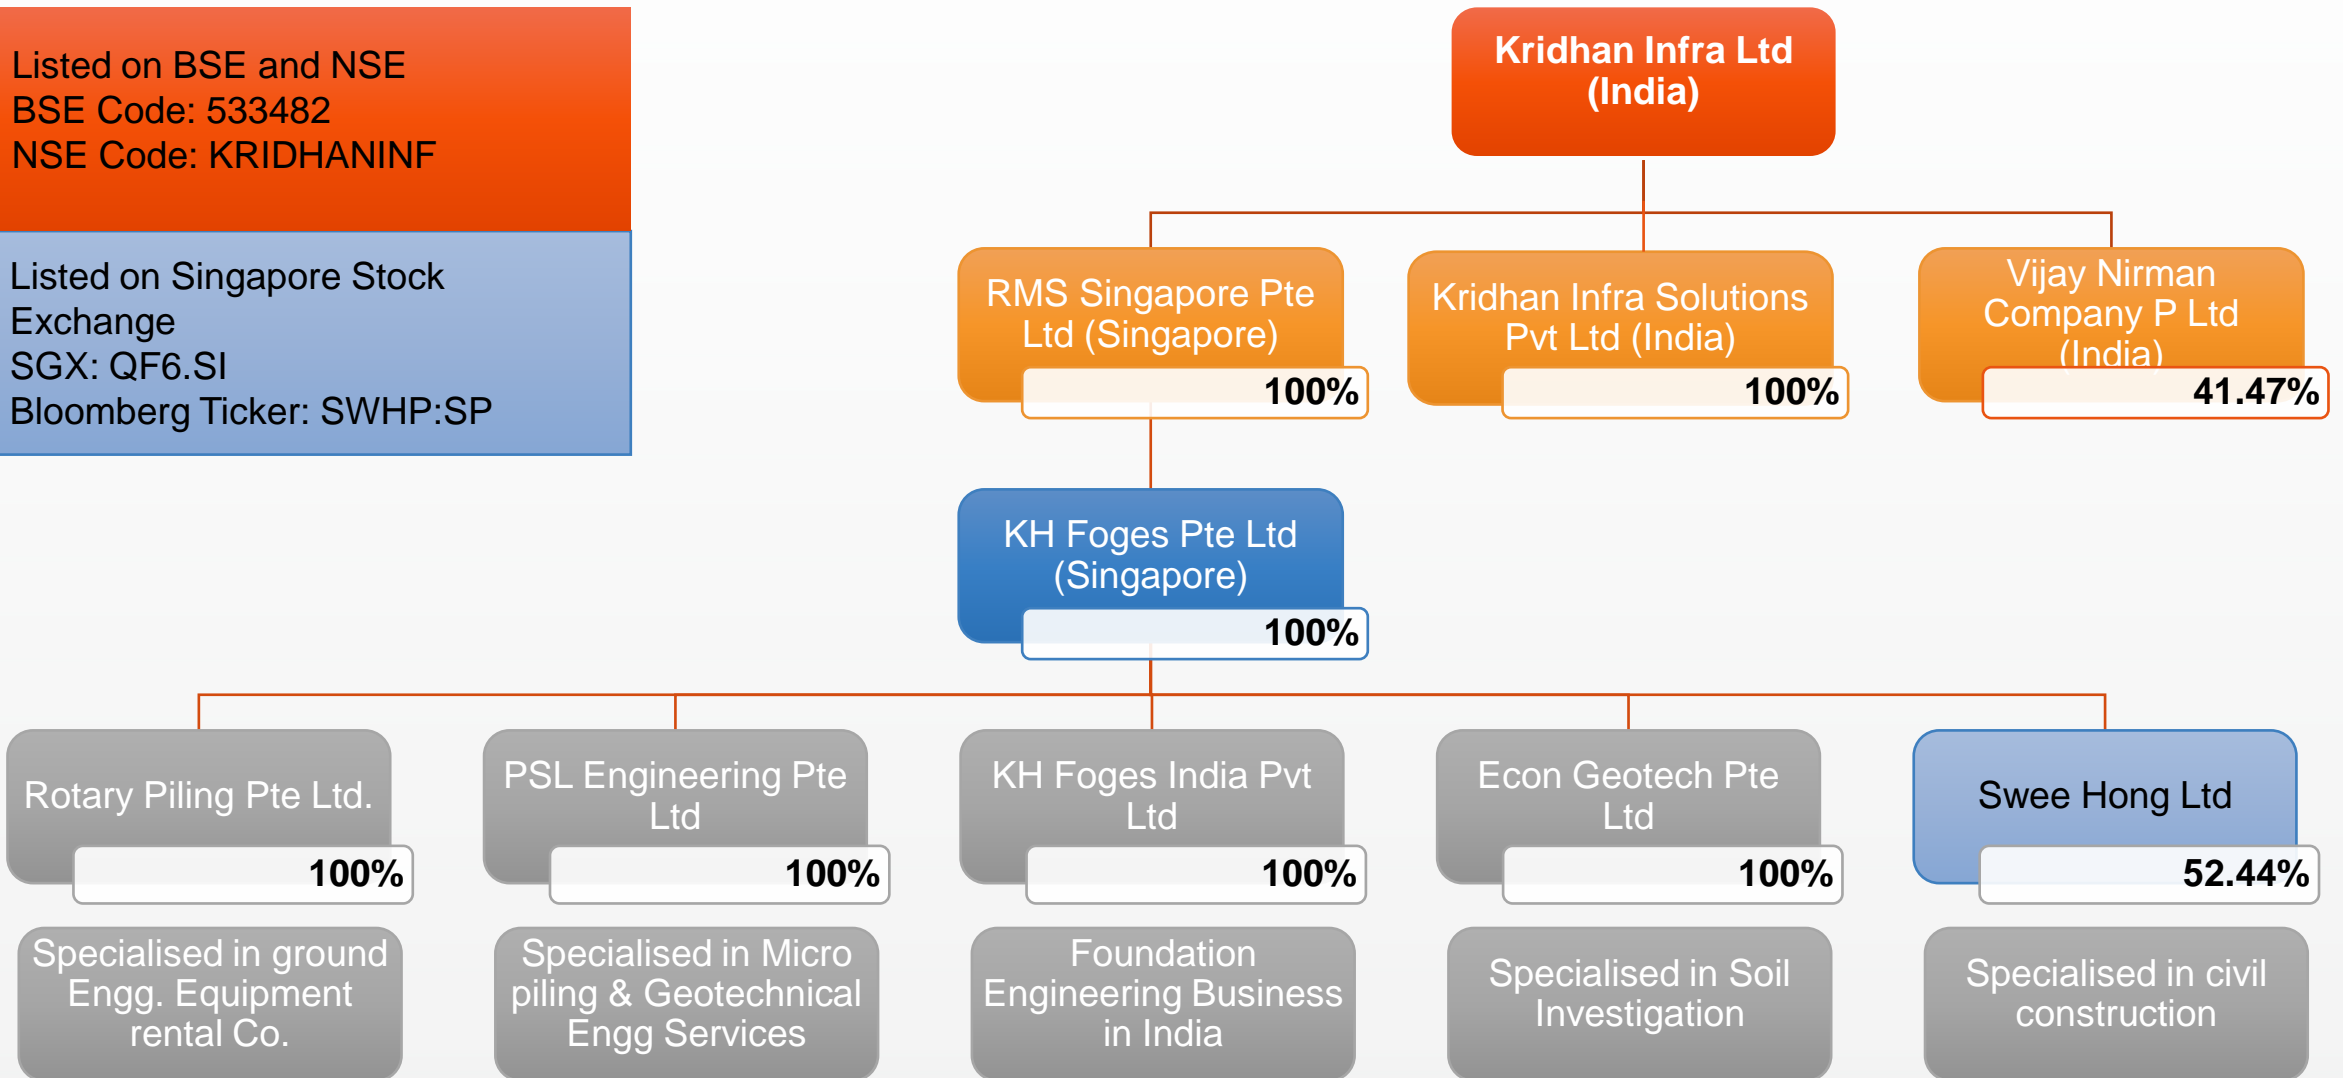 Listed on BSE and NSE
BSE Code: 533482
NSE Code: KRIDHANINF
Listed on Singapore Stock
Exchange
SGX: QF6.SI
Bloomberg Ticker: SWHP:SP
Kridhan Infra Ltd
(India)
RMS Singapore Pte
Ltd (Singapore)
100%
Kridhan Infra Solutions
Pvt Ltd (India)
100%
Vijay Nirman
Company P Ltd
(India)
41.47%
KH Foges Pte Ltd
(Singapore)
100%
Rotary Piling Pte Ltd.
100%
PSL Engineering Pte
Ltd
100%
KH Foges India Pvt
Ltd
100%
Econ Geotech Pte
Ltd
100%
Swee Hong Ltd
52.44%
Specialised in ground
Engg. Equipment
rental Co.
Specialised in Micro
piling & Geotechnical
Engg Services
Foundation
Engineering Business
in India
Specialised in Soil
Investigation
Specialised in civil
construction